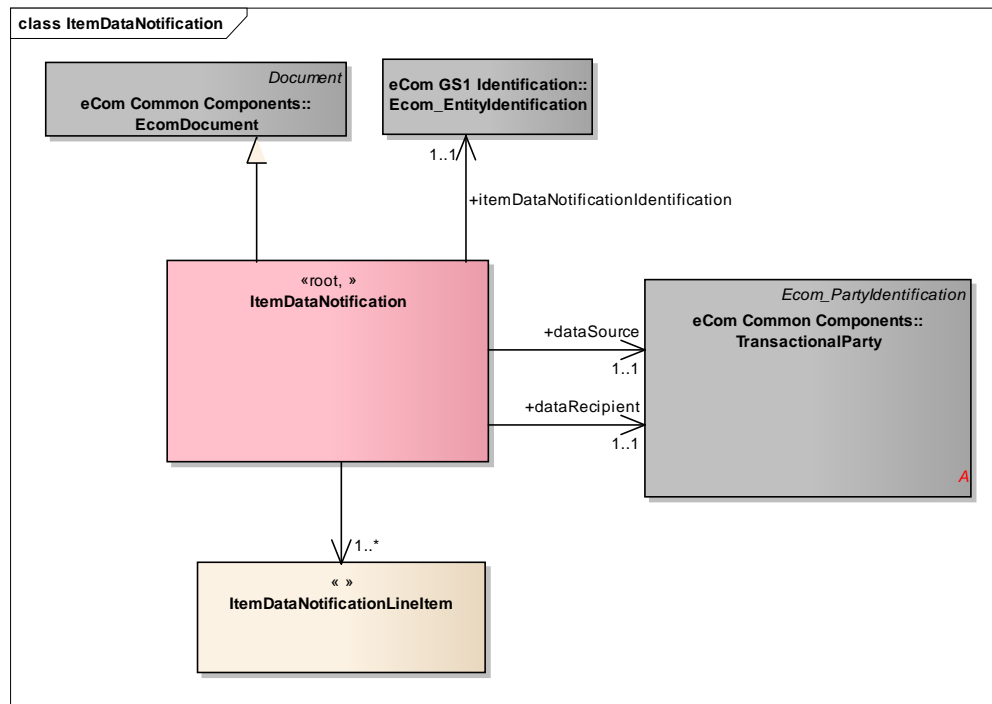 class ItemDataNotification
Document
eCom Common Components::
EcomDocument
eCom GS1 Identification::
Ecom_EntityIdentification
1..1
+itemDataNotificationIdentification
«root, »
ItemDataNotification
+dataSource
1..1
+dataRecipient
1..1
Ecom_PartyIdentification
eCom Common Components::
TransactionalParty
A
1..*
« »
ItemDataNotificationLineItem